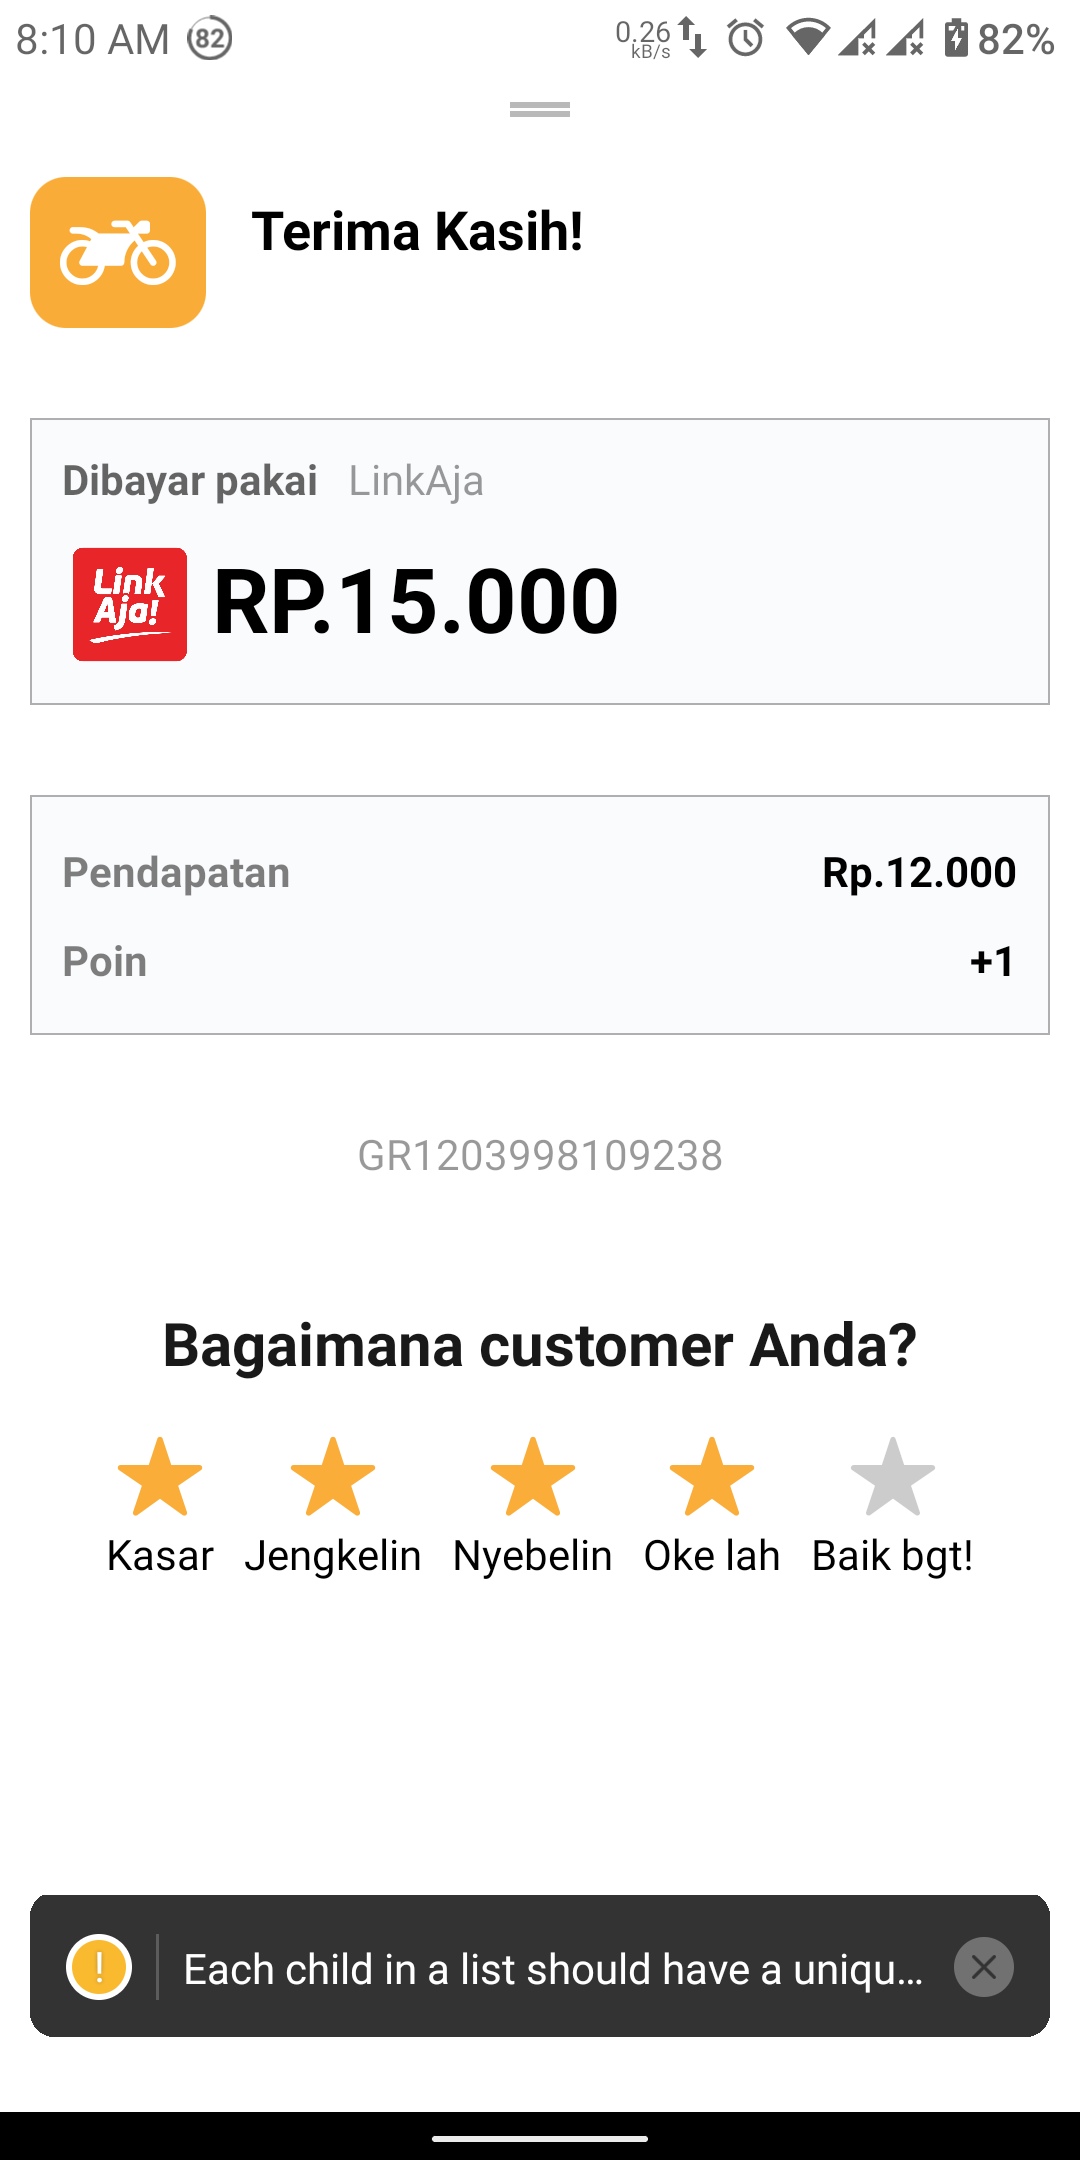 8:10 AM 82 0.26 kB/s 82%
Terima Kasih!
Dibayar pakai LinkAja
Link Aja! RP.15.000
Pendapatan Rp.12.000
Poin +1
GR1203998109238
Bagaimana customer Anda?
Kasar Jengkelin Nyebelin Oke lah Baik bgt!
! Each child in a list should have a uniqu...